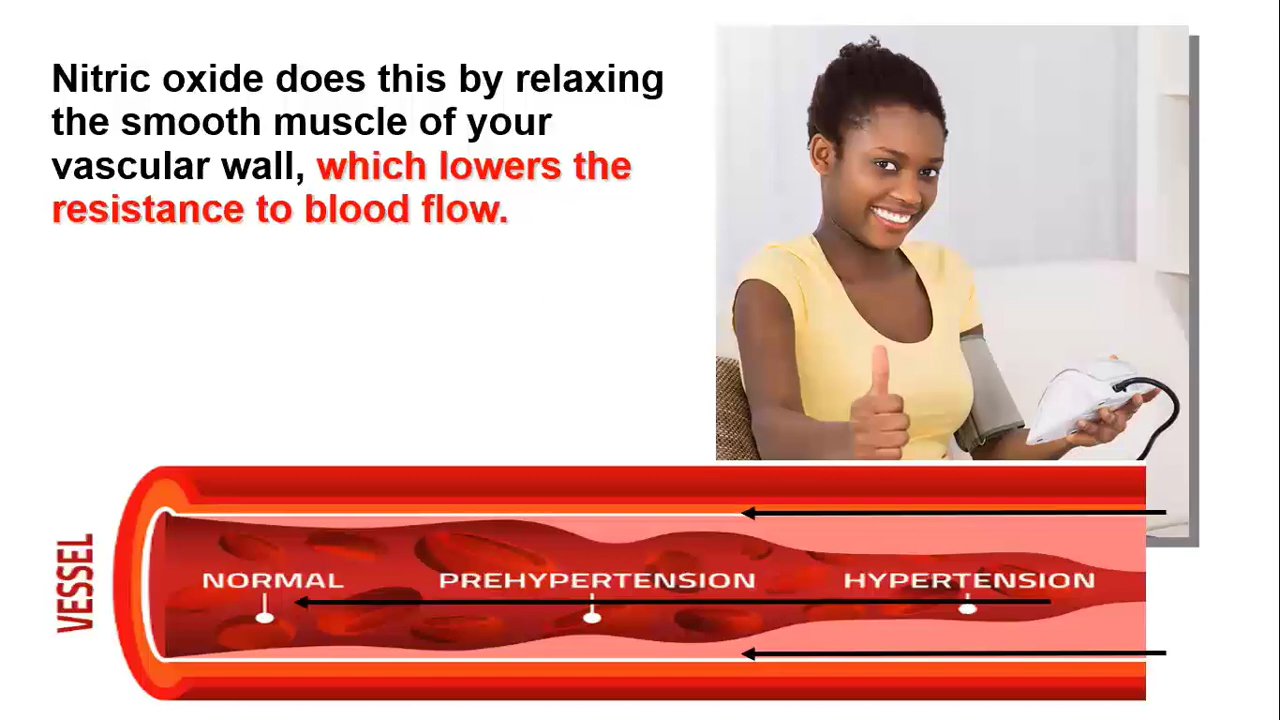 Nitric oxide does this by relaxing
the smooth muscle of your
vascular wall, which lowers the
resistance to blood flow.
VESSEL
NORMAL
PREHYPERTENSION
HYPERTENSION